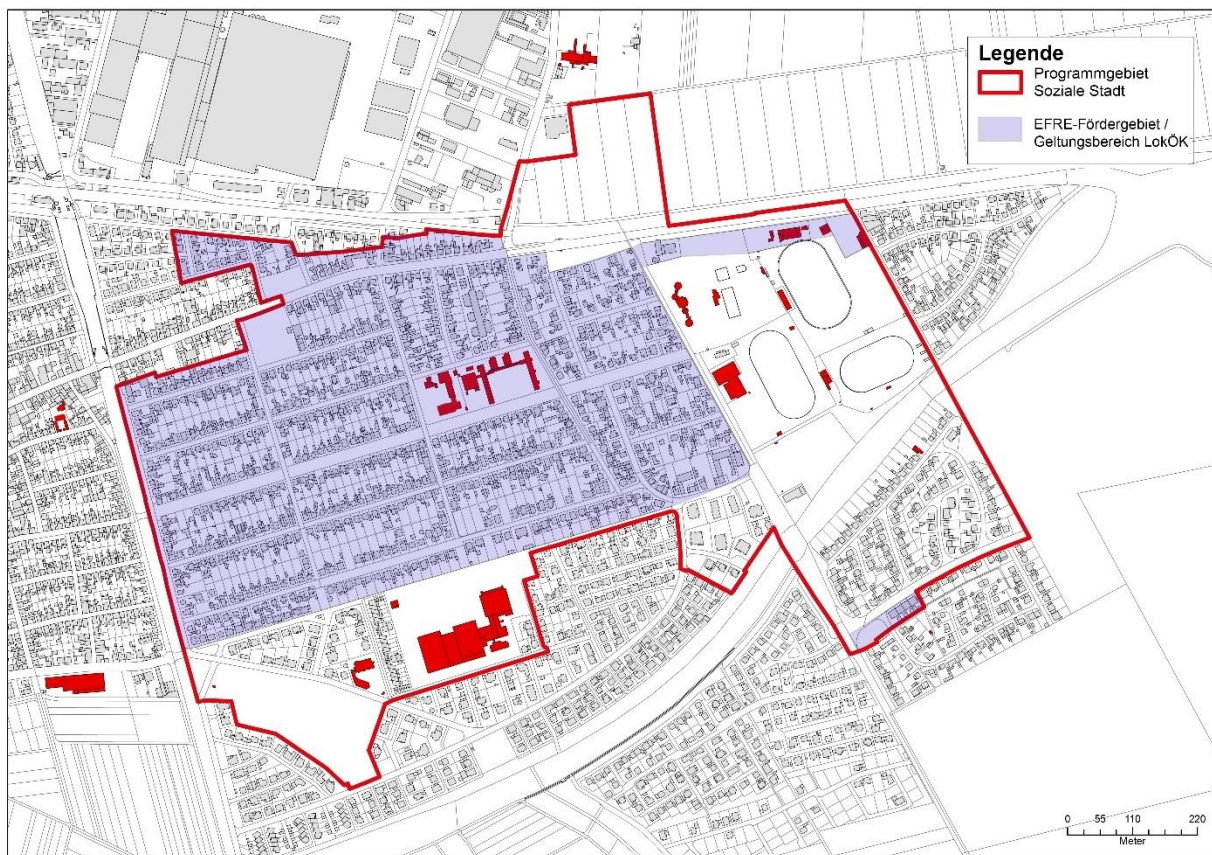 Legende
Programmgebiet
Soziale Stadt
EFRE-Fördergebiet /
Geltungsbereich LokÖK
0 55 110 220
Meter